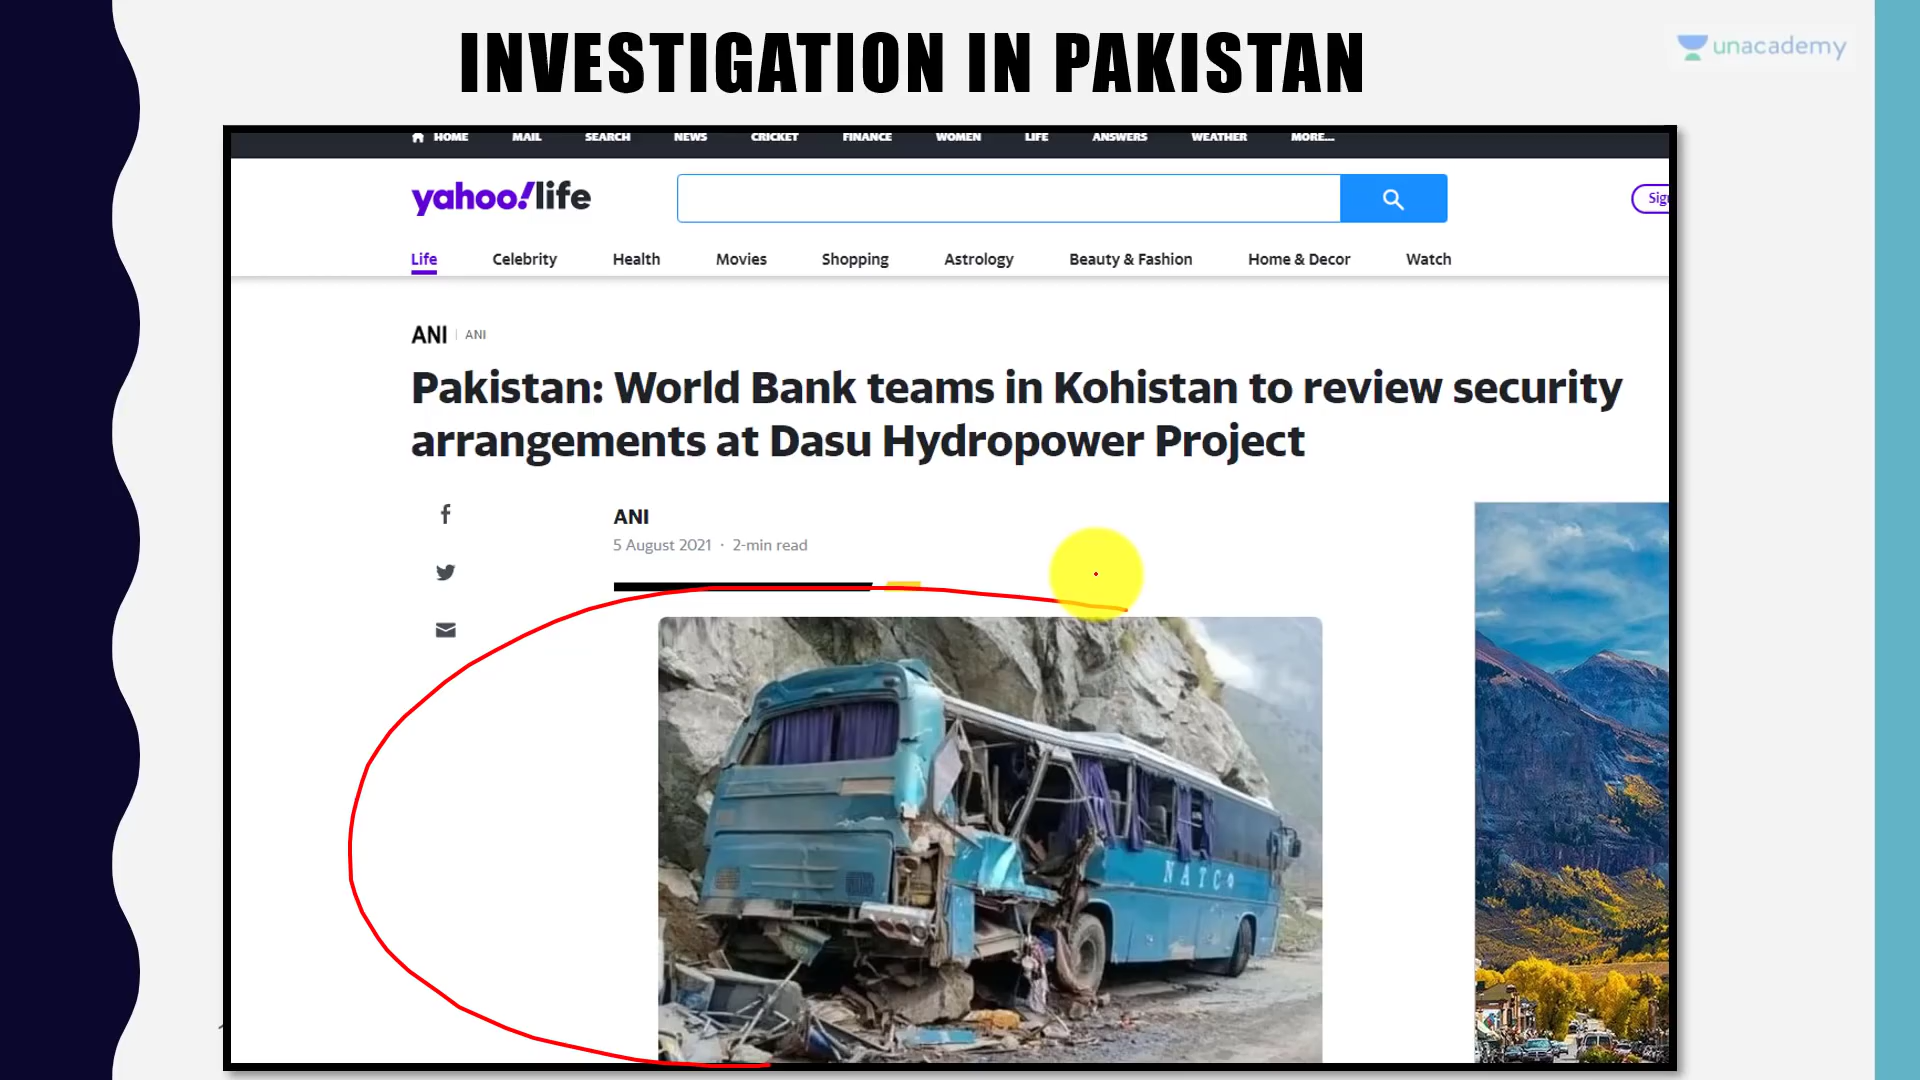 INVESTIGATION IN PAKISTAN
unacademy
HOME MAIL SEARCH NEWS CRICKET FINANCE WOMEN LIFE ANSWERS WEATHER MORE...
yahoo!life
Sig
Life Celebrity Health Movies Shopping Astrology Beauty & Fashion Home & Decor Watch
ANI ANI
Pakistan: World Bank teams in Kohistan to review security
arrangements at Dasu Hydropower Project
ANI
5 August 2021 · 2-min read
NATCO